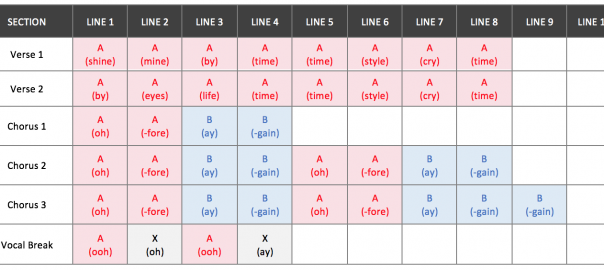 SECTION LINE 1 LINE 2 LINE 3 LINE 4 LINE 5 LINE 6 LINE 7 LINE 8 LINE 9 LINE 1
Verse 1 A (shine) A (mine) A (by) A (time) A (time) A (style) A (cry) A (time)
Verse 2 A (by) A (eyes) A (life) A (time) A (time) A (style) A (cry) A (time)
Chorus 1 A (oh) A (-fore) B (ay) B (-gain)
Chorus 2 A (oh) A (-fore) B (ay) B (-gain) A (oh) A (-fore) B (ay) B (-gain)
Chorus 3 A (oh) A (-fore) B (ay) B (-gain) A (oh) A (-fore) B (ay) B (-gain) B (-gain)
Vocal Break A (ooh) X (oh) A (ooh) X (ay)